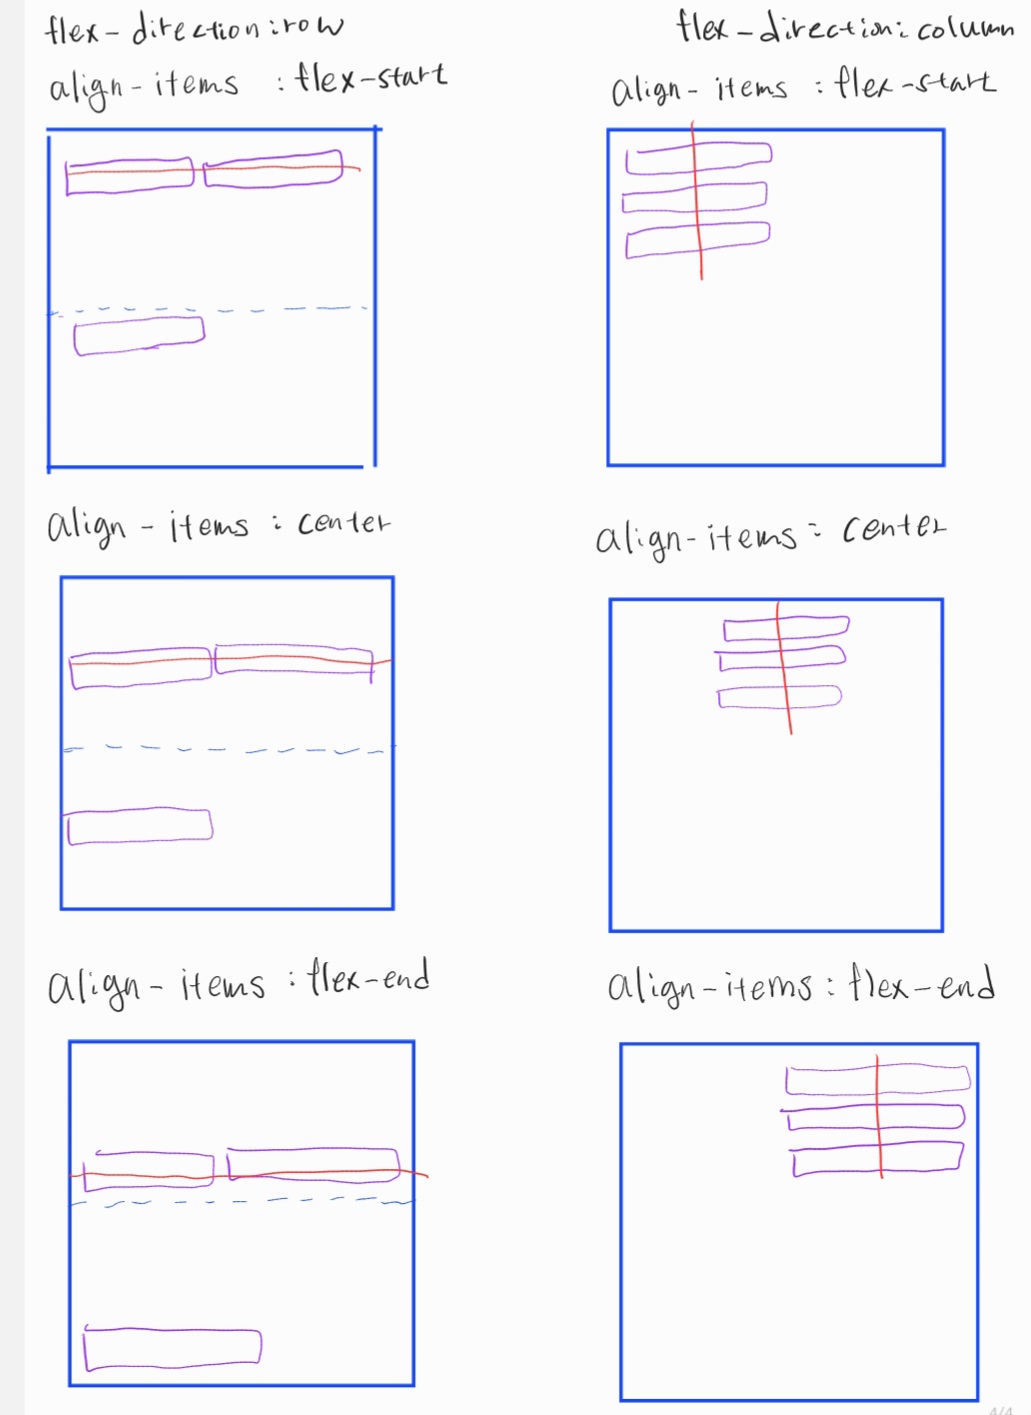 flex-direction:row
align-items :flex-start
flex-direction:column
align-items :flex-start
align-items :center
align-items:center
align-items :flex-end
align-items:flex-end
4/4